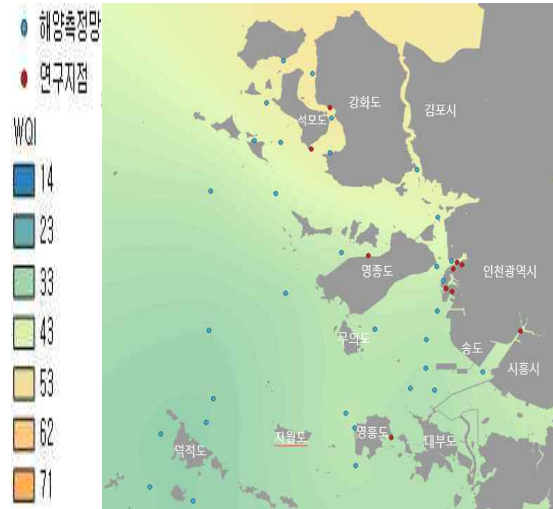 해양측정망
연구지점
WQI
14
23
33
43
53
62
71
강화도
김포시
석모도
영종도
인천광역시
무의도
송도
시흥시
자월도
영흥도
대부도
덕적도